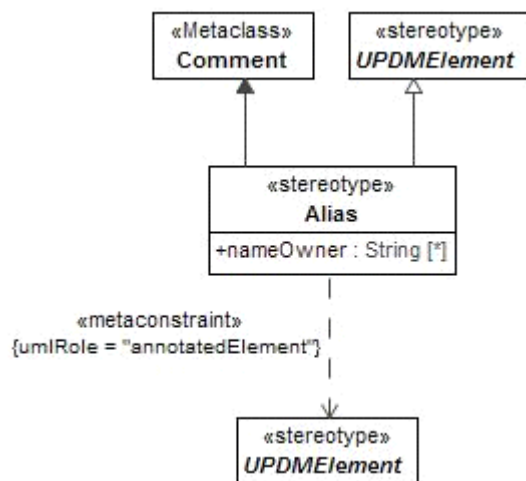 «Metaclass»
Comment
«stereotype»
UPDMElement
«stereotype»
Alias
+nameOwner : String [*]
«metaconstraint»
{umlRole = "annotatedElement"}
«stereotype»
UPDMElement